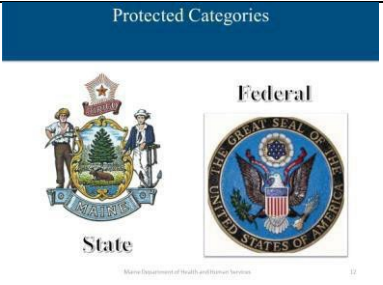 Protected Categories
Federal
DIRIGO
MAINE
THE GREAT SEAL OF THE
UNITED STATES OF AMERICA
State
Maine Department of Health and Human Services
12